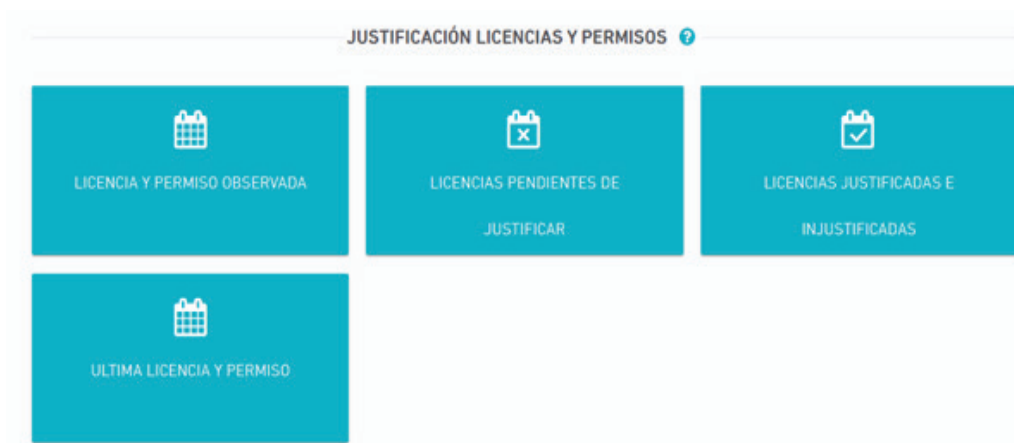 JUSTIFICACIÓN LICENCIAS Y PERMISOS ?
LICENCIA Y PERMISO OBSERVADA
LICENCIAS PENDIENTES DE
JUSTIFICAR
LICENCIAS JUSTIFICADAS E
INJUSTIFICADAS
ULTIMA LICENCIA Y PERMISO